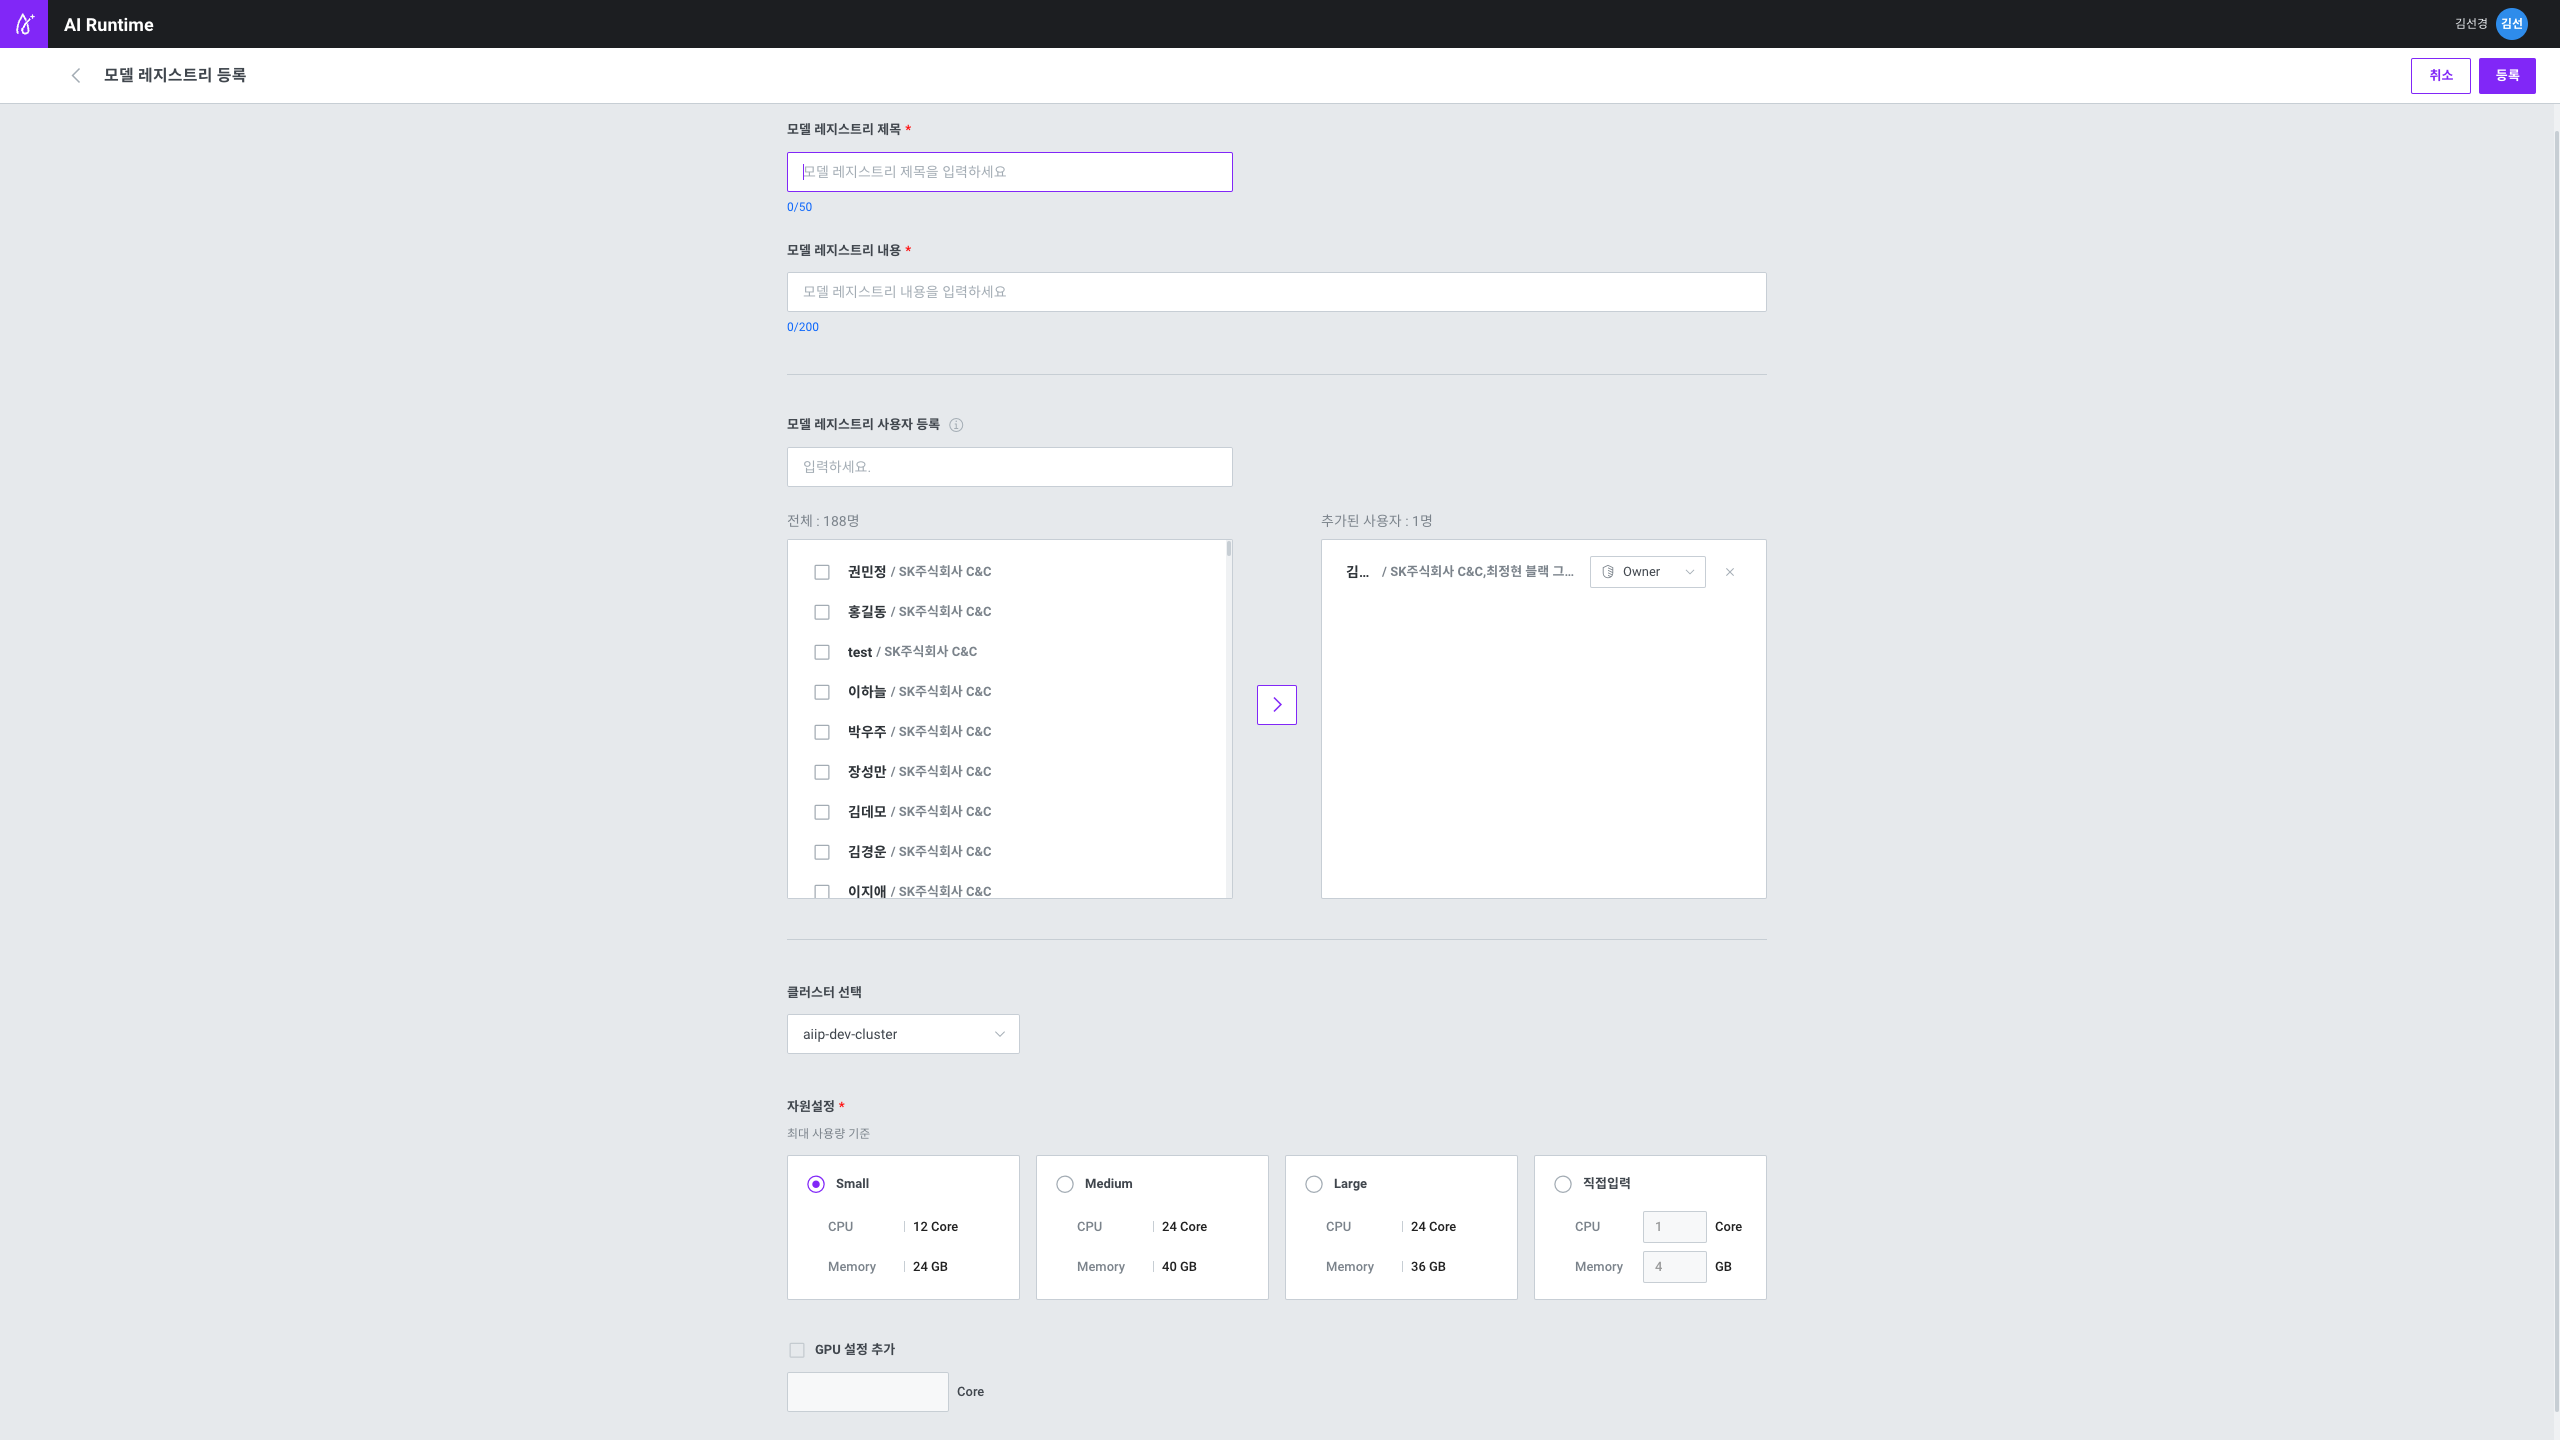 AI Runtime
김선경 김선
모델 레지스트리 등록
취소 등록
모델 레지스트리 제목 *
모델 레지스트리 제목을 입력하세요
0/50
모델 레지스트리 내용 *
모델 레지스트리 내용을 입력하세요
0/200
모델 레지스트리 사용자 등록
입력하세요.
전체 : 188명
권민정 / SK주식회사 C&C
홍길동 / SK주식회사 C&C
test / SK주식회사 C&C
이하늘 / SK주식회사 C&C
박우주 / SK주식회사 C&C
장성만 / SK주식회사 C&C
김데모 / SK주식회사 C&C
김경운 / SK주식회사 C&C
이지애 / SK주식회사 C&C
추가된 사용자 : 1명
김... / SK주식회사 C&C,최정현 블랙 그... Owner
클러스터 선택
aiip-dev-cluster
자원설정 *
최대 사용량 기준
Small
CPU 12 Core
Memory 24 GB
Medium
CPU 24 Core
Memory 40 GB
Large
CPU 24 Core
Memory 36 GB
직접입력
CPU 1 Core
Memory 4 GB
GPU 설정 추가
Core